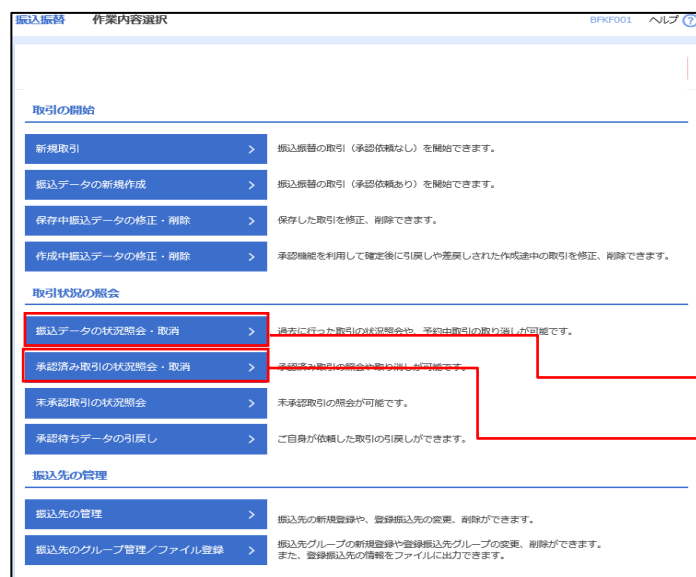 振込振替 作業内容選択 BFKF001 ヘルプ ?
取引の開始
新規取引 > 振込振替の取引（承認依頼なし）を開始できます。
振込データの新規作成 > 振込振替の取引（承認依頼あり）を開始できます。
保存中振込データの修正・削除 > 保存した取引を修正、削除できます。
作成中振込データの修正・削除 > 承認機能を利用して確定後に引戻しや差戻しされた作成途中の取引を修正、削除できます。
取引状況の照会
振込データの状況照会・取消 > 過去に行った取引の状況照会や、予約中取引の取り消しが可能です。
承認済み取引の状況照会・取消 > 承認済み取引の照会や取り消しが可能です。
未承認取引の状況照会 > 未承認取引の照会が可能です。
承認待ちデータの引戻し > ご自身が依頼した取引の引戻しができます。
振込先の管理
振込先の管理 > 振込先の新規登録や、登録振込先の変更、削除ができます。
振込先のグループ管理／ファイル登録 > 振込先グループの新規登録や登録振込先グループの変更、削除ができます。
また、登録振込先の情報をファイルに出力できます。